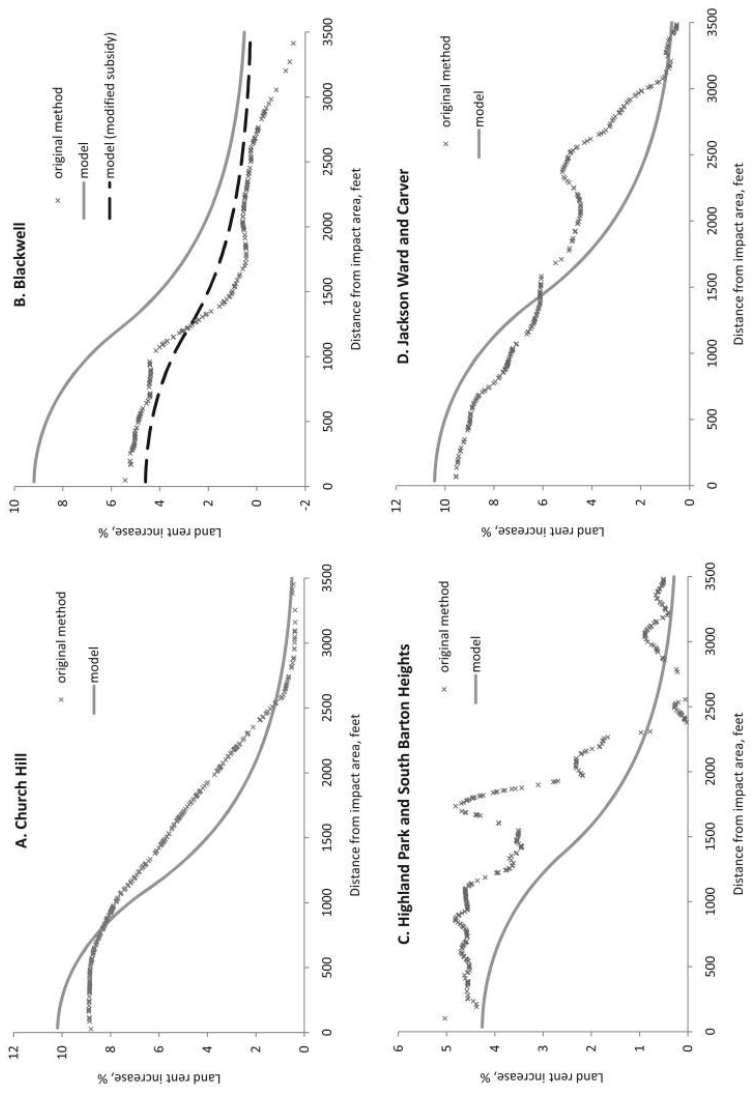 A. Church Hill
× original method
model
Land rent increase, %
12
10
8
6
4
2
0
0 500 1000 1500 2000 2500 3000 3500
Distance from impact area, feet
B. Blackwell
× original method
model
model (modified subsidy)
Land rent increase, %
10
8
6
4
2
0
-2
0 500 1000 1500 2000 2500 3000 3500
Distance from impact area, feet
C. Highland Park and South Barton Heights
× original method
model
Land rent increase, %
6
5
4
3
2
1
0
0 500 1000 1500 2000 2500 3000 3500
Distance from impact area, feet
D. Jackson Ward and Carver
× original method
model
Land rent increase, %
12
10
8
6
4
2
0
0 500 1000 1500 2000 2500 3000 3500
Distance from impact area, feet